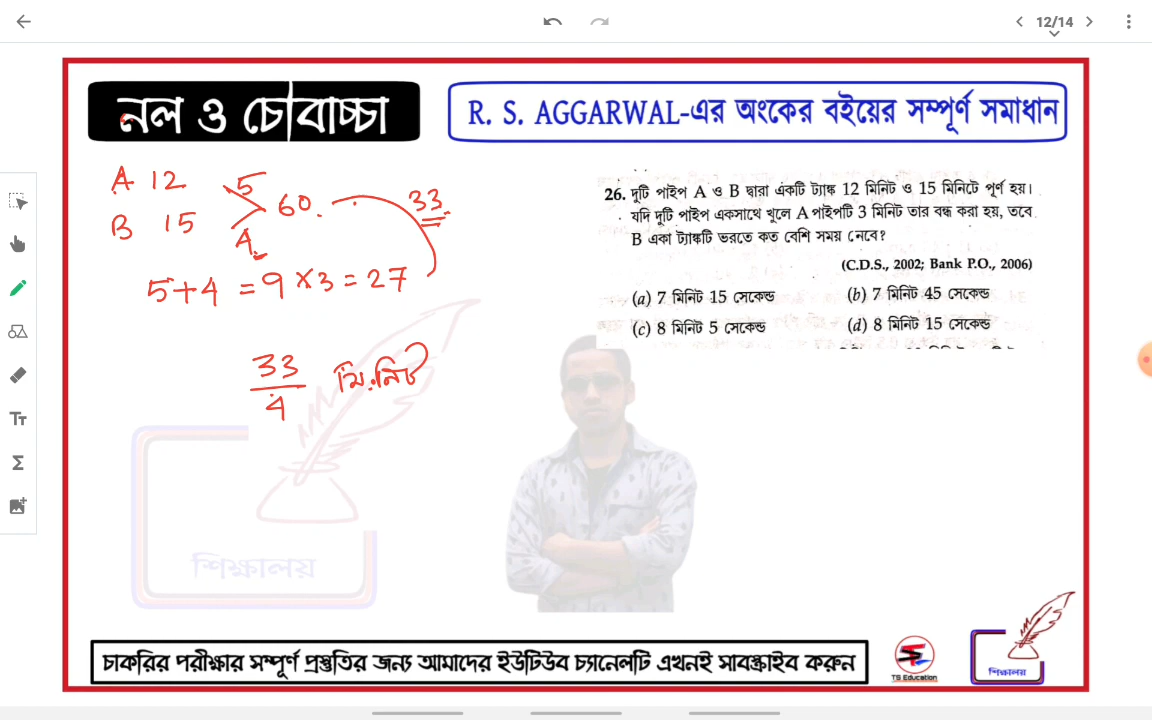 12/14
নল ও চৌবাচ্চা
R. S. AGGARWAL-এর অংকের বইয়ের সম্পূর্ণ সমাধান
A 12
5
60.
33
B 15
4
5+4 = 9 × 3 = 27
33
4
মিনিট
26. দুটি পাইপ A ও B দ্বারা একটি ট্যাঙ্ক 12 মিনিট ও 15 মিনিটে পূর্ণ হয়।
যদি দুটি পাইপ একসাথে খুলে A পাইপটি 3 মিনিট তার বন্ধ করা হয়, তবে
B একা ট্যাঙ্কটি ভরতে কত বেশি সময় নেবে?
(C.D.S., 2002; Bank P.O., 2006)
(a) 7 মিনিট 15 সেকেন্ড (b) 7 মিনিট 45 সেকেন্ড
(c) 8 মিনিট 5 সেকেন্ড (d) 8 মিনিট 15 সেকেন্ড
শিক্ষালয়
চাকরির পরীক্ষার সম্পূর্ণ প্রস্তুতির জন্য আমাদের ইউটিউব চ্যানেলটি এখনই সাবস্ক্রাইব করুন
TS Education
শিক্ষালয়